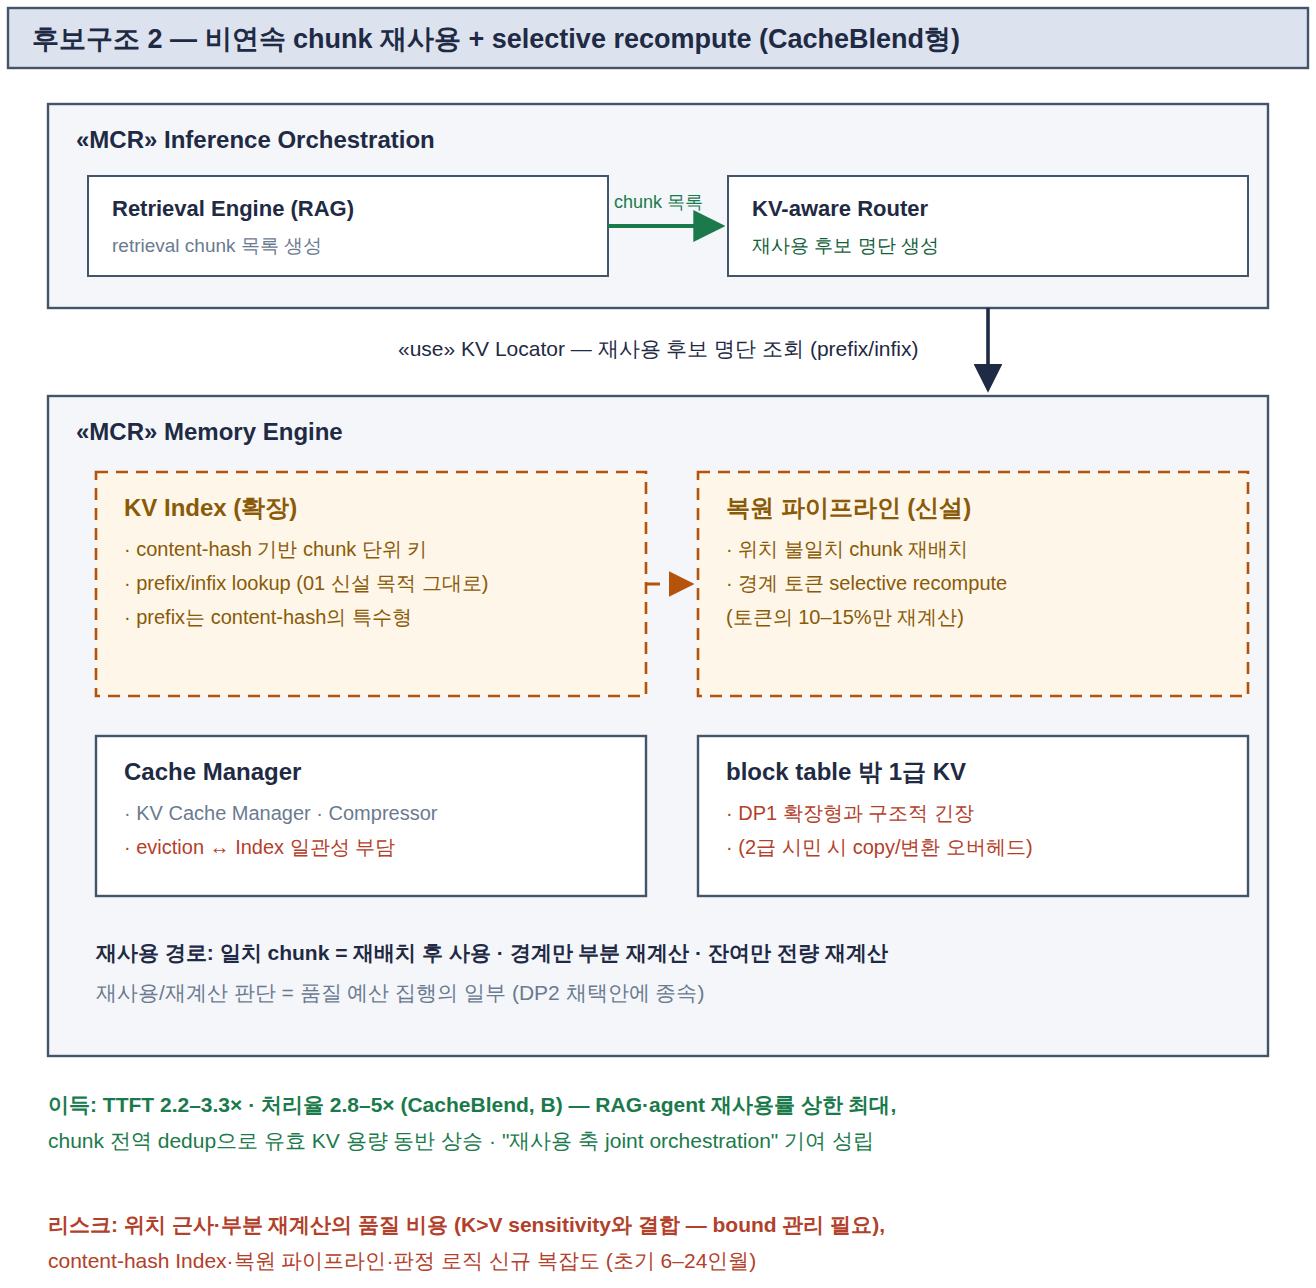 후보구조 2 — 비연속 chunk 재사용 + selective recompute (CacheBlend형)
«MCR» Inference Orchestration
Retrieval Engine (RAG)
retrieval chunk 목록 생성
chunk 목록
KV-aware Router
재사용 후보 명단 생성
«use» KV Locator — 재사용 후보 명단 조회 (prefix/infix)
«MCR» Memory Engine
KV Index (확장)
· content-hash 기반 chunk 단위 키
· prefix/infix lookup (01 신설 목적 그대로)
· prefix는 content-hash의 특수형
복원 파이프라인 (신설)
· 위치 불일치 chunk 재배치
· 경계 토큰 selective recompute
(토큰의 10–15%만 재계산)
Cache Manager
· KV Cache Manager · Compressor
· eviction ↔ Index 일관성 부담
block table 밖 1급 KV
· DP1 확장형과 구조적 긴장
· (2급 시민 시 copy/변환 오버헤드)
재사용 경로: 일치 chunk = 재배치 후 사용 · 경계만 부분 재계산 · 잔여만 전량 재계산
재사용/재계산 판단 = 품질 예산 집행의 일부 (DP2 채택안에 종속)
이득: TTFT 2.2–3.3× · 처리율 2.8–5× (CacheBlend, B) — RAG·agent 재사용률 상한 최대,
chunk 전역 dedup으로 유효 KV 용량 동반 상승 · "재사용 축 joint orchestration" 기여 성립
리스크: 위치 근사·부분 재계산의 품질 비용 (K>V sensitivity와 결합 — bound 관리 필요),
content-hash Index·복원 파이프라인·판정 로직 신규 복잡도 (초기 6–24인월)